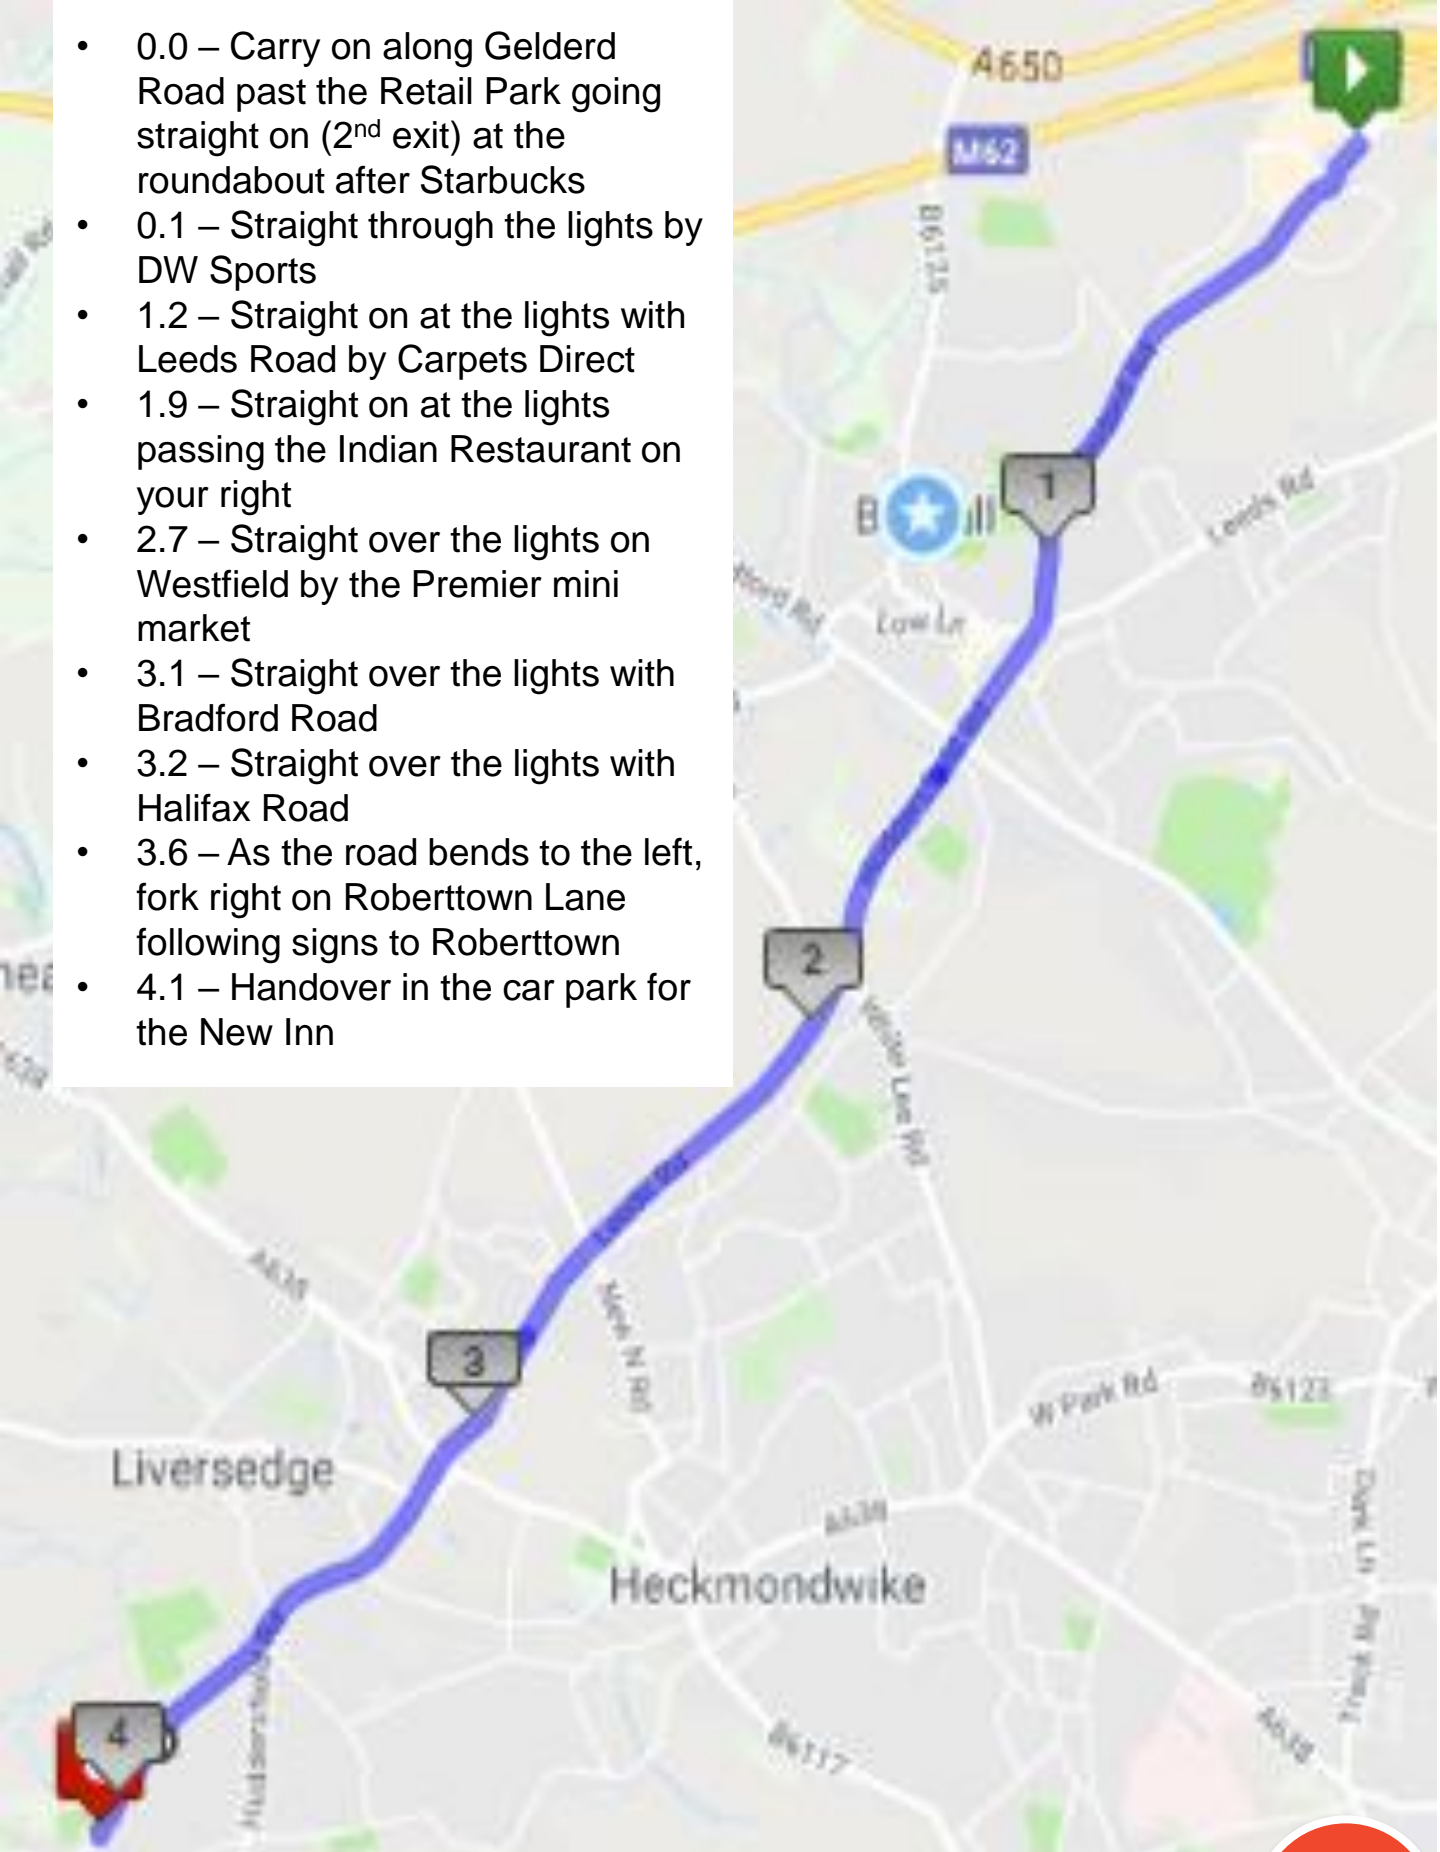 • 0.0 – Carry on along Gelderd
Road past the Retail Park going
straight on (2nd exit) at the
roundabout after Starbucks
• 0.1 – Straight through the lights by
DW Sports
• 1.2 – Straight on at the lights with
Leeds Road by Carpets Direct
• 1.9 – Straight on at the lights
passing the Indian Restaurant on
your right
• 2.7 – Straight over the lights on
Westfield by the Premier mini
market
• 3.1 – Straight over the lights with
Bradford Road
• 3.2 – Straight over the lights with
Halifax Road
• 3.6 – As the road bends to the left,
fork right on Roberttown Lane
following signs to Roberttown
• 4.1 – Handover in the car park for
the New Inn
A650
M62
B6125
1
Leeds Rd
B
ll
Low Ln
2
A638
New N Rd
3
W Park Rd
B6123
Liversedge
A638
Heckmondwike
4
B6117
A638